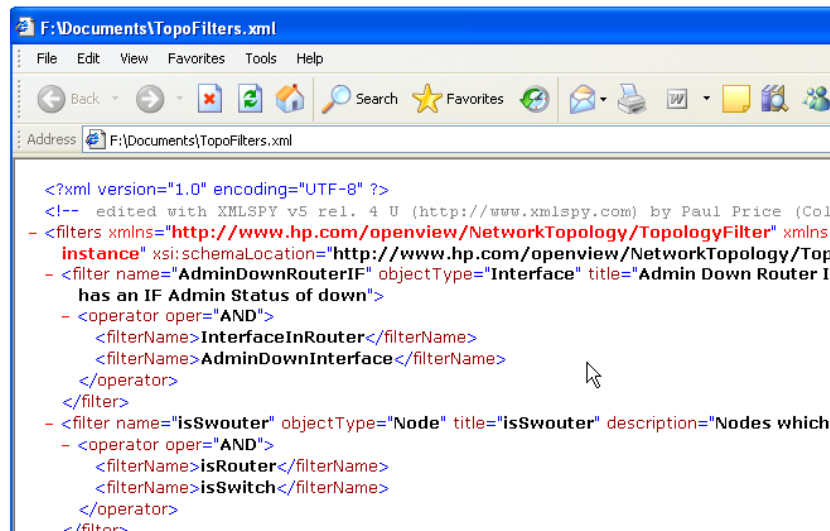 F:\Documents\TopoFilters.xml
File Edit View Favorites Tools Help
Back Search Favorites W
Address F:\Documents\TopoFilters.xml
<?xml version="1.0" encoding="UTF-8" ?>
<!-- edited with XMLSPY v5 rel. 4 U (http://www.xmlspy.com) by Paul Price (Col
- <filters xmlns="http://www.hp.com/openview/NetworkTopology/TopologyFilter" xmlns
instance" xsi:schemaLocation="http://www.hp.com/openview/NetworkTopology/Top
- <filter name="AdminDownRouterIF" objectType="Interface" title="Admin Down Router I
has an IF Admin Status of down">
- <operator oper="AND">
<filterName>InterfaceInRouter</filterName>
<filterName>AdminDownInterface</filterName>
</operator>
</filter>
- <filter name="isSwouter" objectType="Node" title="isSwouter" description="Nodes which
- <operator oper="AND">
<filterName>isRouter</filterName>
<filterName>isSwitch</filterName>
</operator>
</filter>